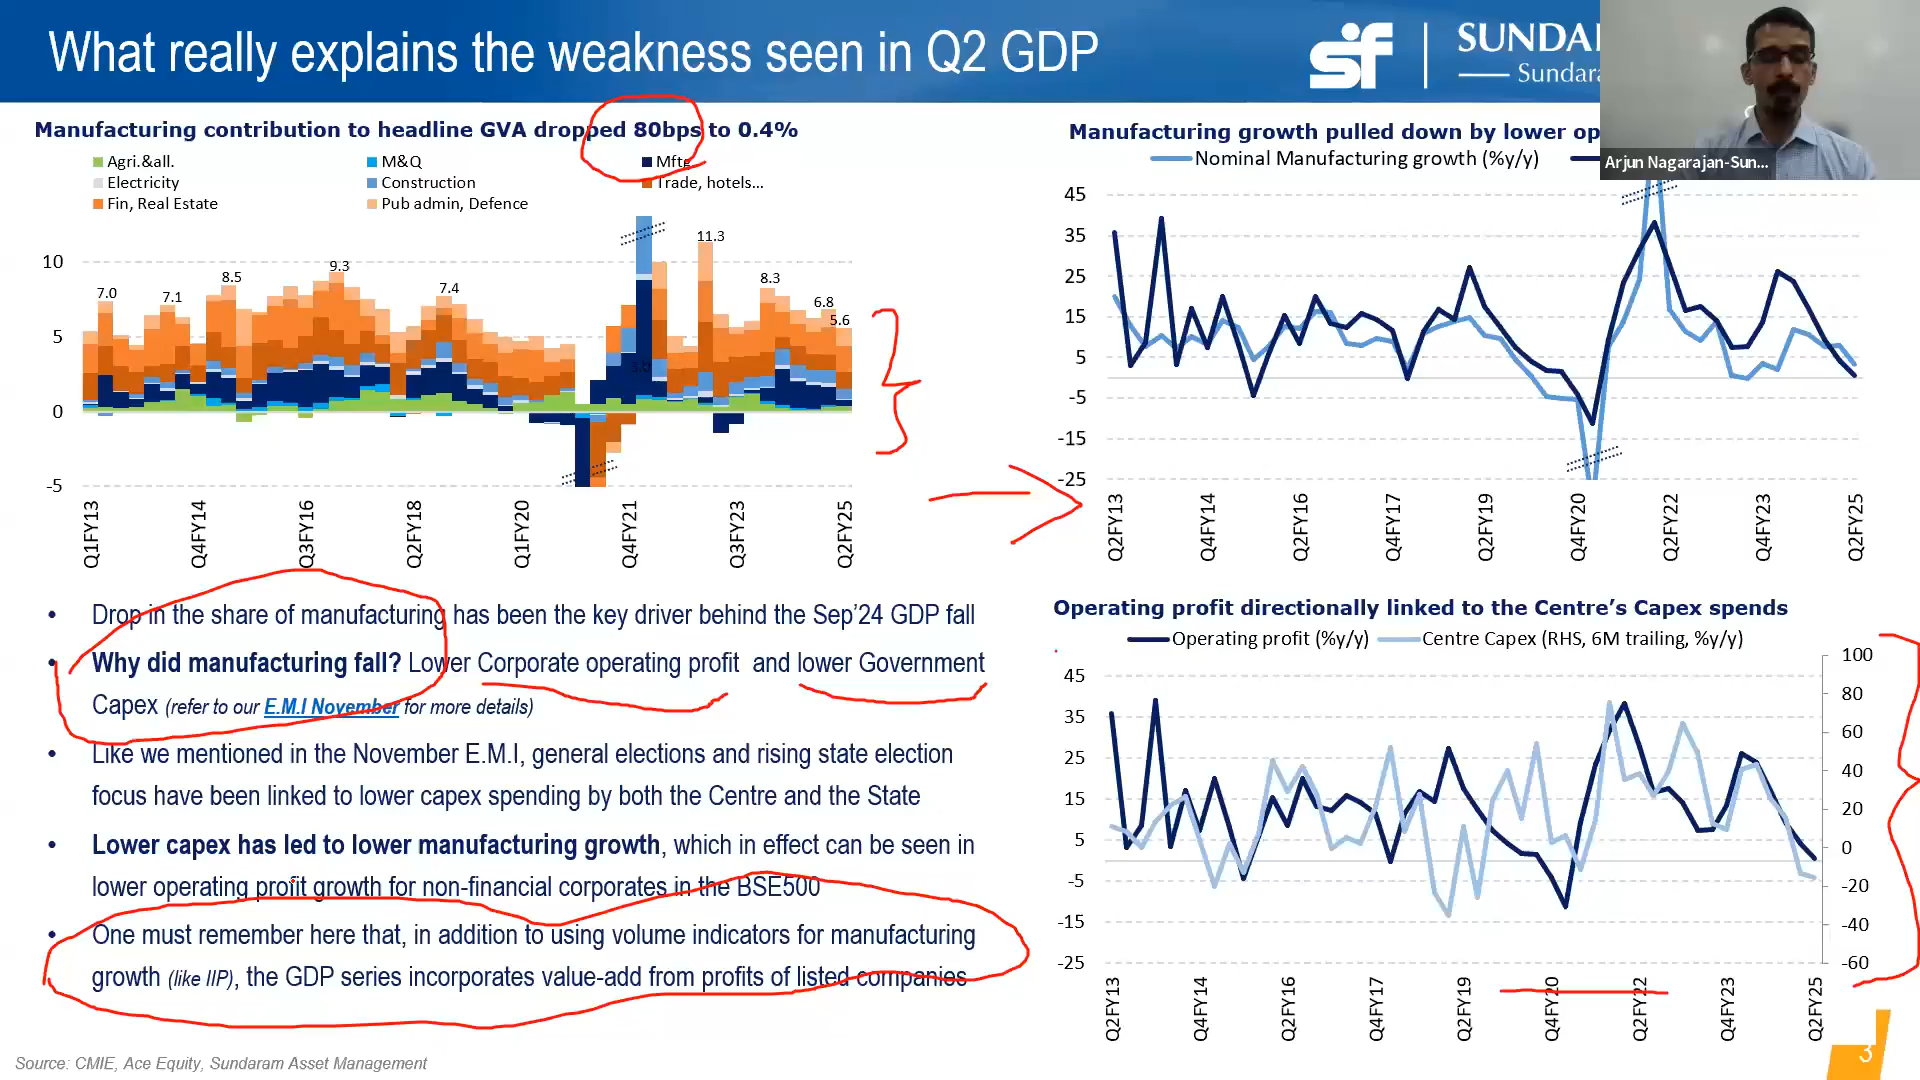 What really explains the weakness seen in Q2 GDP
sf
SUNDA
Sundara
Arjun Nagarajan-Sun...
Manufacturing contribution to headline GVA dropped 80bps to 0.4%
Agri.&all.
M&Q
Mftg
Electricity
Construction
Trade, hotels...
Fin, Real Estate
Pub admin, Defence
10
5
0
-5
7.0
7.1
8.5
9.3
7.4
3.0
11.3
8.3
6.8
5.6
Q1FY13
Q4FY14
Q3FY16
Q2FY18
Q1FY20
Q4FY21
Q3FY23
Q2FY25
Manufacturing growth pulled down by lower op
Nominal Manufacturing growth (%y/y)
45
35
25
15
5
-5
-15
-25
Q2FY13
Q4FY14
Q2FY16
Q4FY17
Q2FY19
Q4FY20
Q2FY22
Q4FY23
Q2FY25
• Drop in the share of manufacturing has been the key driver behind the Sep'24 GDP fall
• Why did manufacturing fall? Lower Corporate operating profit and lower Government
Capex (refer to our E.M.I November for more details)
• Like we mentioned in the November E.M.I, general elections and rising state election
focus have been linked to lower capex spending by both the Centre and the State
• Lower capex has led to lower manufacturing growth, which in effect can be seen in
lower operating profit growth for non-financial corporates in the BSE500
• One must remember here that, in addition to using volume indicators for manufacturing
growth (like IIP), the GDP series incorporates value-add from profits of listed companies
Operating profit directionally linked to the Centre's Capex spends
Operating profit (%y/y)
Centre Capex (RHS, 6M trailing, %y/y)
45
35
25
15
5
-5
-15
-25
100
80
60
40
20
0
-20
-40
-60
Q2FY13
Q4FY14
Q2FY16
Q4FY17
Q2FY19
Q4FY20
Q2FY22
Q4FY23
Q2FY25
Source: CMIE, Ace Equity, Sundaram Asset Management
3